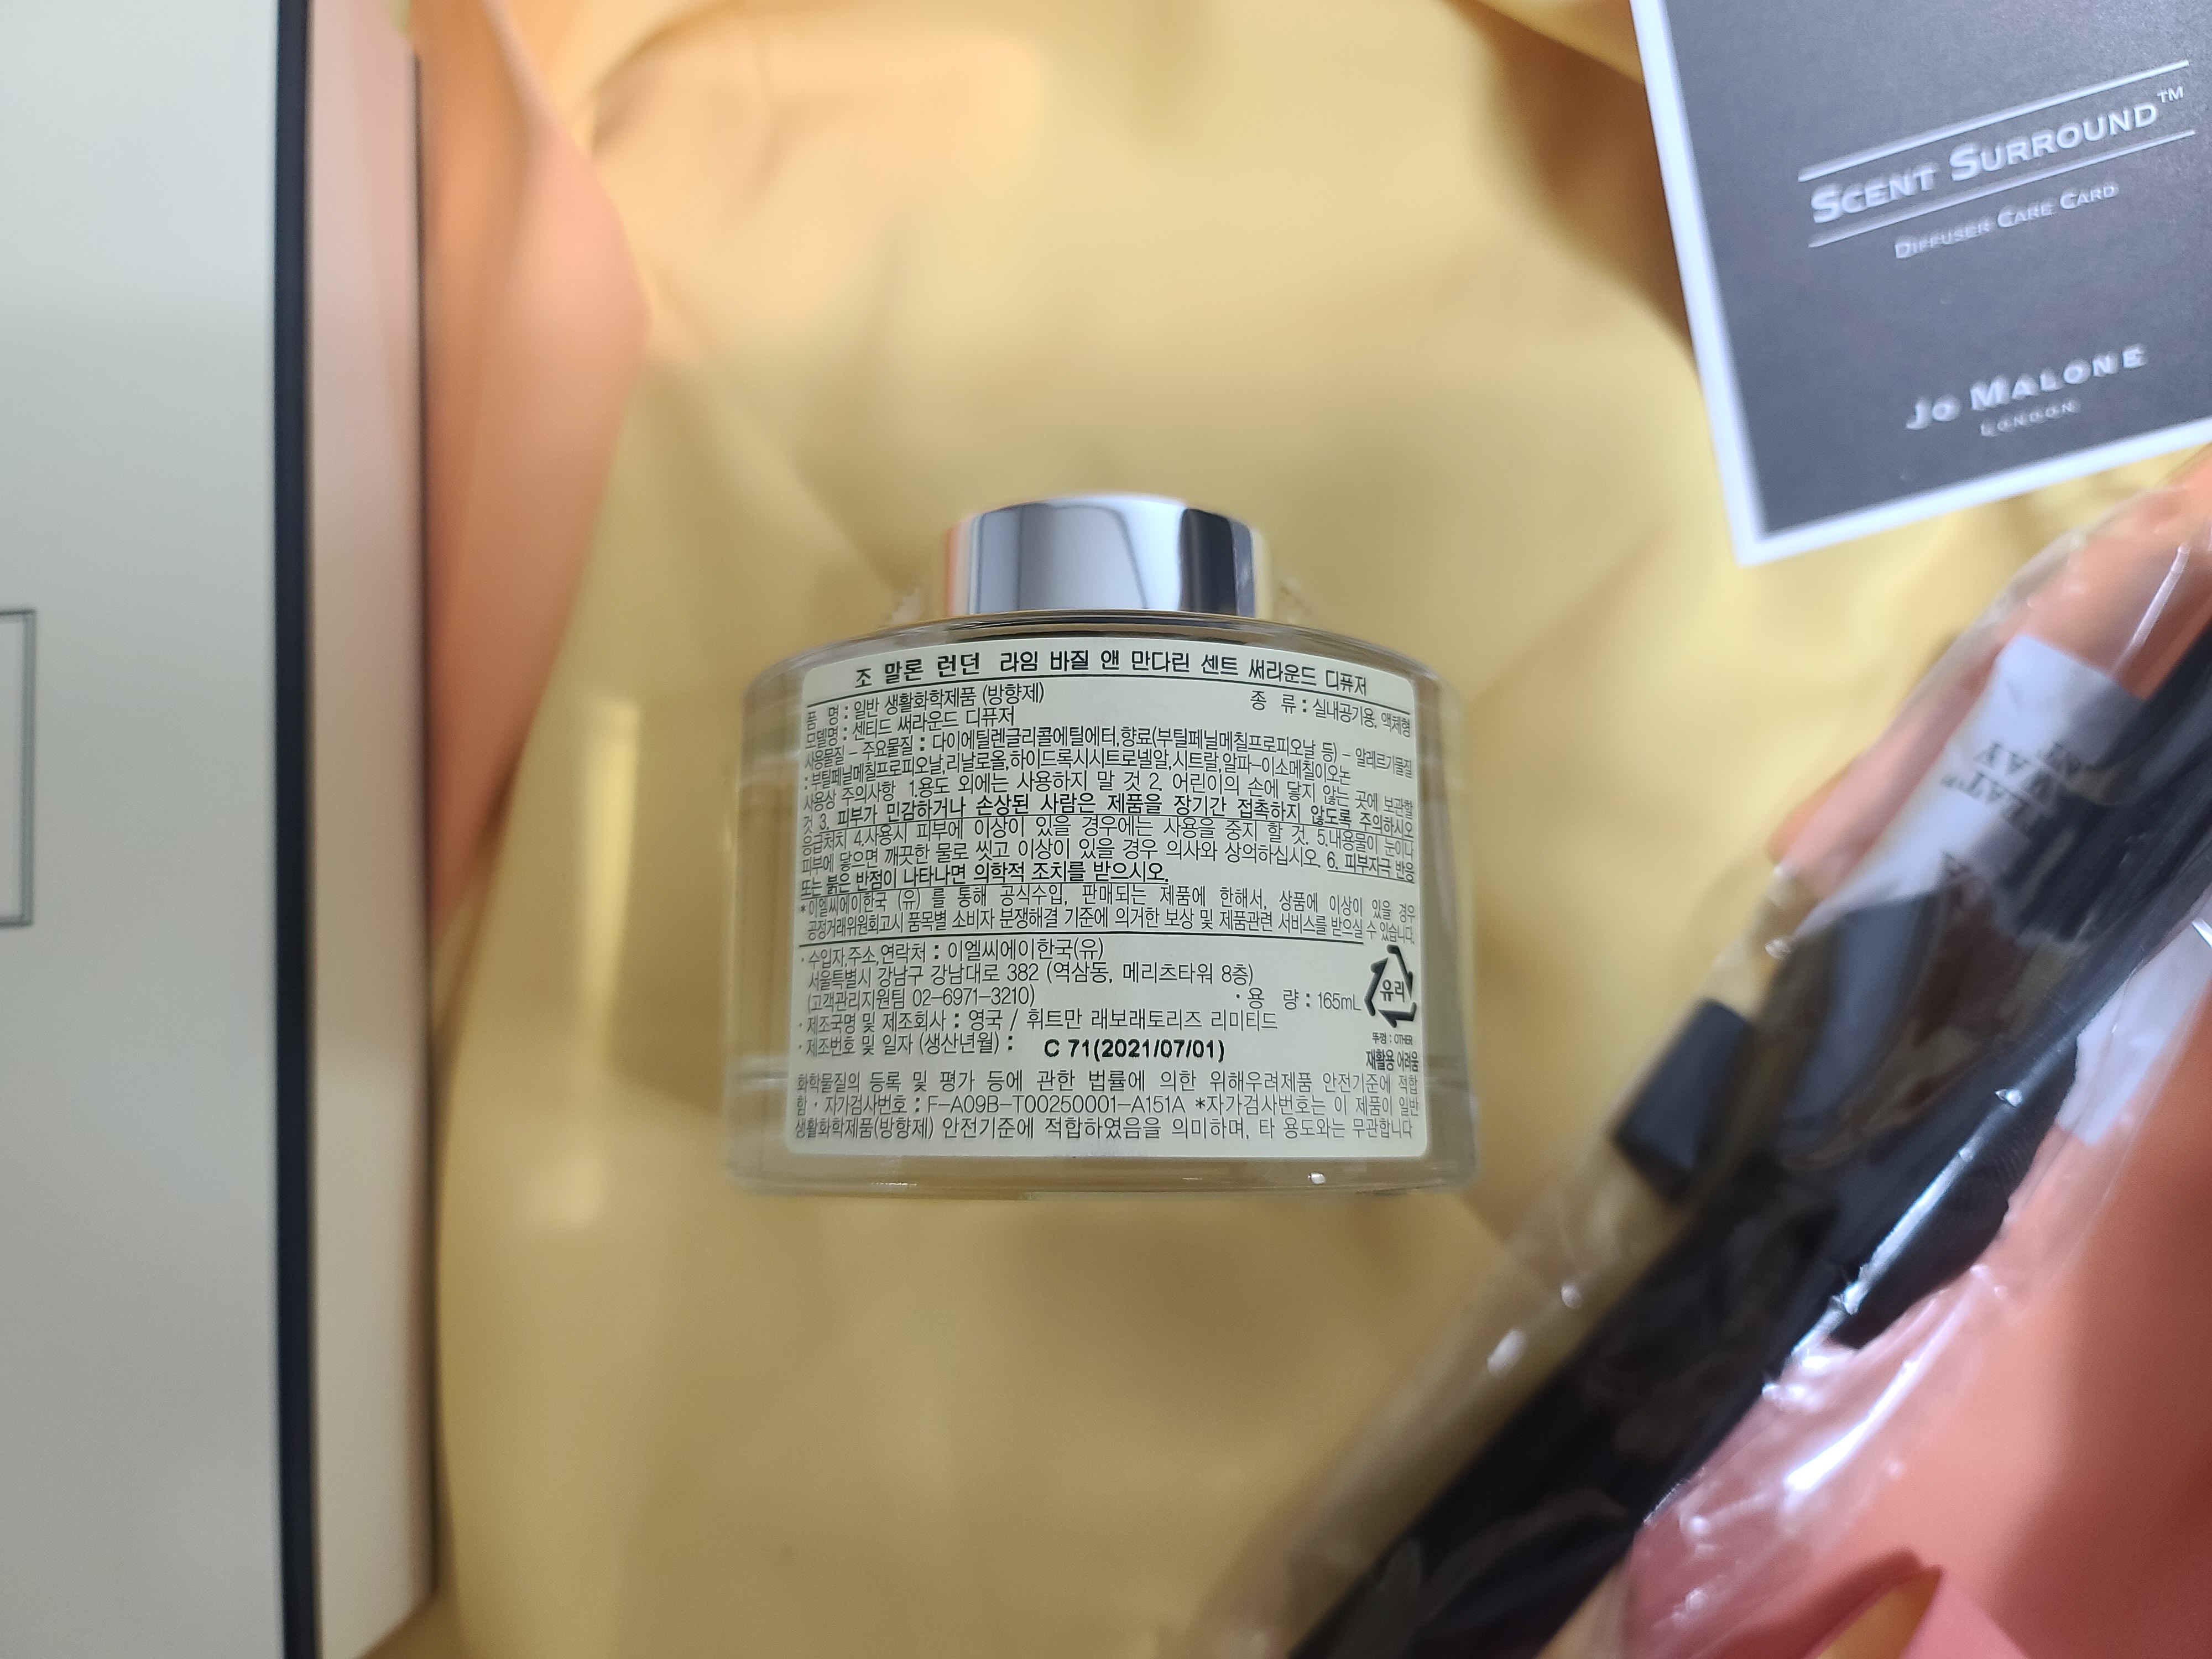 SCENT SURROUND™
DIFFUSER CARE CARD
JO MALONE
LONDON
조 말론 런던 라임 바질 앤 만다린 센트 써라운드 디퓨저
품 명 : 일반 생활화학제품 (방향제) 종 류 : 실내공기용, 액체형
모델명 : 센티드 써라운드 디퓨저
사용물질 - 주요물질 : 다이에틸렌글리콜에틸에터,향료(부틸페닐메칠프로피오날 등) - 알레르기물질
: 부틸페닐메칠프로피오날,리날로올,하이드록시시트로넬알,시트랄,알파-이소메칠이오논
사용상 주의사항 1.용도 외에는 사용하지 말 것 2. 어린이의 손에 닿지 않는 곳에 보관할
것 3. 피부가 민감하거나 손상된 사람은 제품을 장기간 접촉하지 않도록 주의하시오
응급처치 4.사용시 피부에 이상이 있을 경우에는 사용을 중지 할 것. 5.내용물이 눈이나
피부에 닿으면 깨끗한 물로 씻고 이상이 있을 경우 의사와 상의하십시오. 6. 피부자극 반응
또는 붉은 반점이 나타나면 의학적 조치를 받으시오.
*이엘씨에이한국 (유) 를 통해 공식수입, 판매되는 제품에 한해서, 상품에 이상이 있을 경우
공정거래위원회고시 품목별 소비자 분쟁해결 기준에 의거한 보상 및 제품관련 서비스를 받으실 수 있습니다.
· 수입자,주소,연락처 : 이엘씨에이한국(유)
서울특별시 강남구 강남대로 382 (역삼동, 메리츠타워 8층)
(고객관리지원팀 02-6971-3210) · 용 량 : 165mL
유리
· 제조국명 및 제조회사 : 영국 / 휘트만 래보래토리즈 리미티드
뚜껑 : OTHER
· 제조번호 및 일자 (생산년월) : C 71(2021/07/01)
재활용 어려움
화학물질의 등록 및 평가 등에 관한 법률에 의한 위해우려제품 안전기준에 적합
함 · 자가검사번호 : F-A09B-T00250001-A151A *자가검사번호는 이 제품이 일반
생활화학제품(방향제) 안전기준에 적합하였음을 의미하며, 타 용도와는 무관합니다